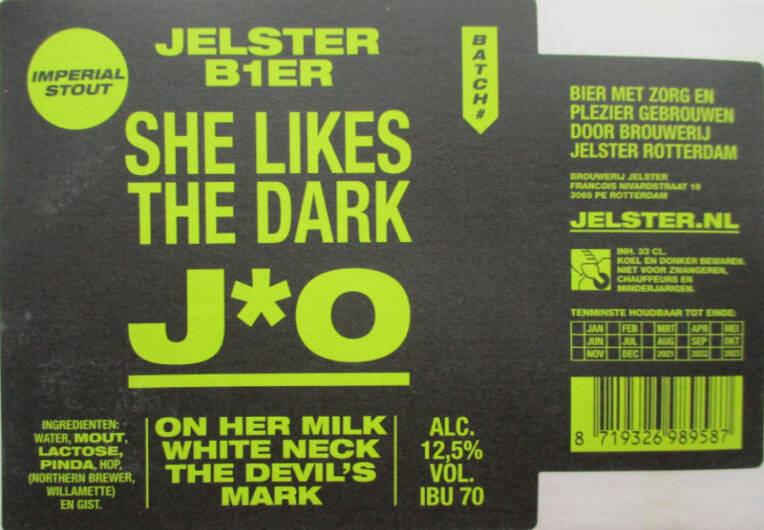 IMPERIAL
STOUT
JELSTER
B1ER
BATCH#
SHE LIKES
THE DARK
J*O
INGREDIENTEN:
WATER, MOUT,
LACTOSE,
PINDA, HOP,
(NORTHERN BREWER,
WILLAMETTE)
EN GIST.
ON HER MILK
WHITE NECK
THE DEVIL'S
MARK
ALC.
12,5%
VOL.
IBU 70
BIER MET ZORG EN
PLEZIER GEBROUWEN
DOOR BROUWERIJ
JELSTER ROTTERDAM
BROUWERIJ JELSTER
FRANCOIS NIVARDSTRAAT 19
3065 PE ROTTERDAM
JELSTER.NL
INH. 33 CL.
KOEL EN DONKER BEWAREN.
NIET VOOR ZWANGEREN,
CHAUFFEURS EN
MINDERJARIGEN.
TENMINSTE HOUDBAAR TOT EINDE:
JAN FEB MRT APR MEI
JUN JUL AUG SEP OKT
NOV DEC 2021 2022 2023
8 719326 989587